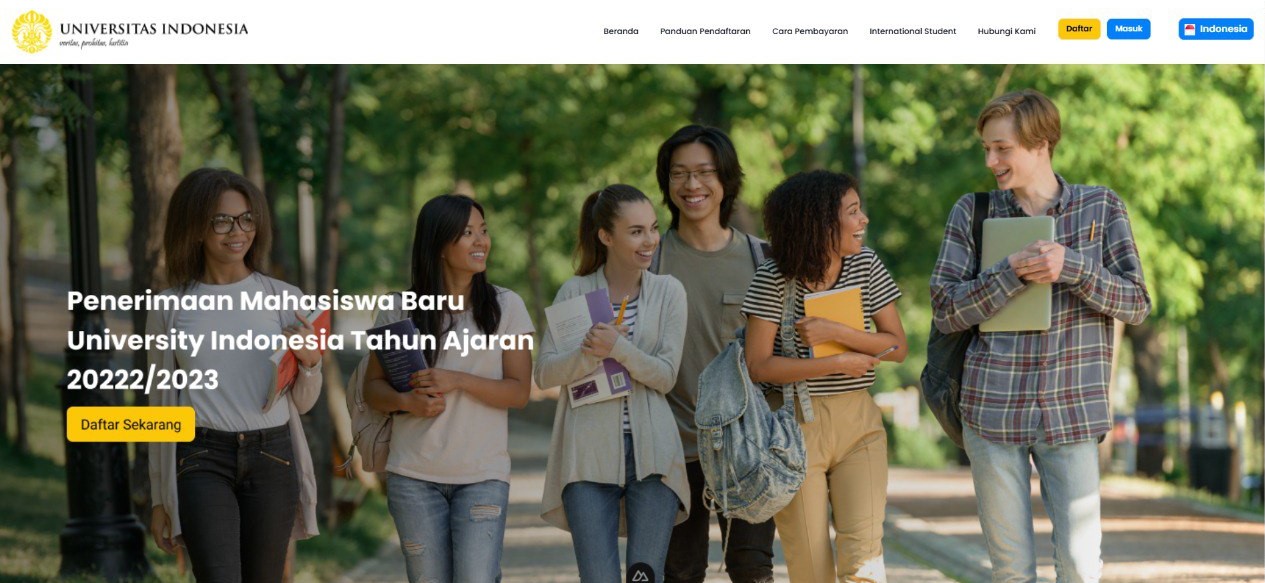 UNIVERSITAS INDONESIA
veritas, probitas, iustitia
Beranda
Panduan Pendaftaran
Cara Pembayaran
International Student
Hubungi Kami
Daftar
Masuk
Indonesia
Penerimaan Mahasiswa Baru
University Indonesia Tahun Ajaran
20222/2023
Daftar Sekarang